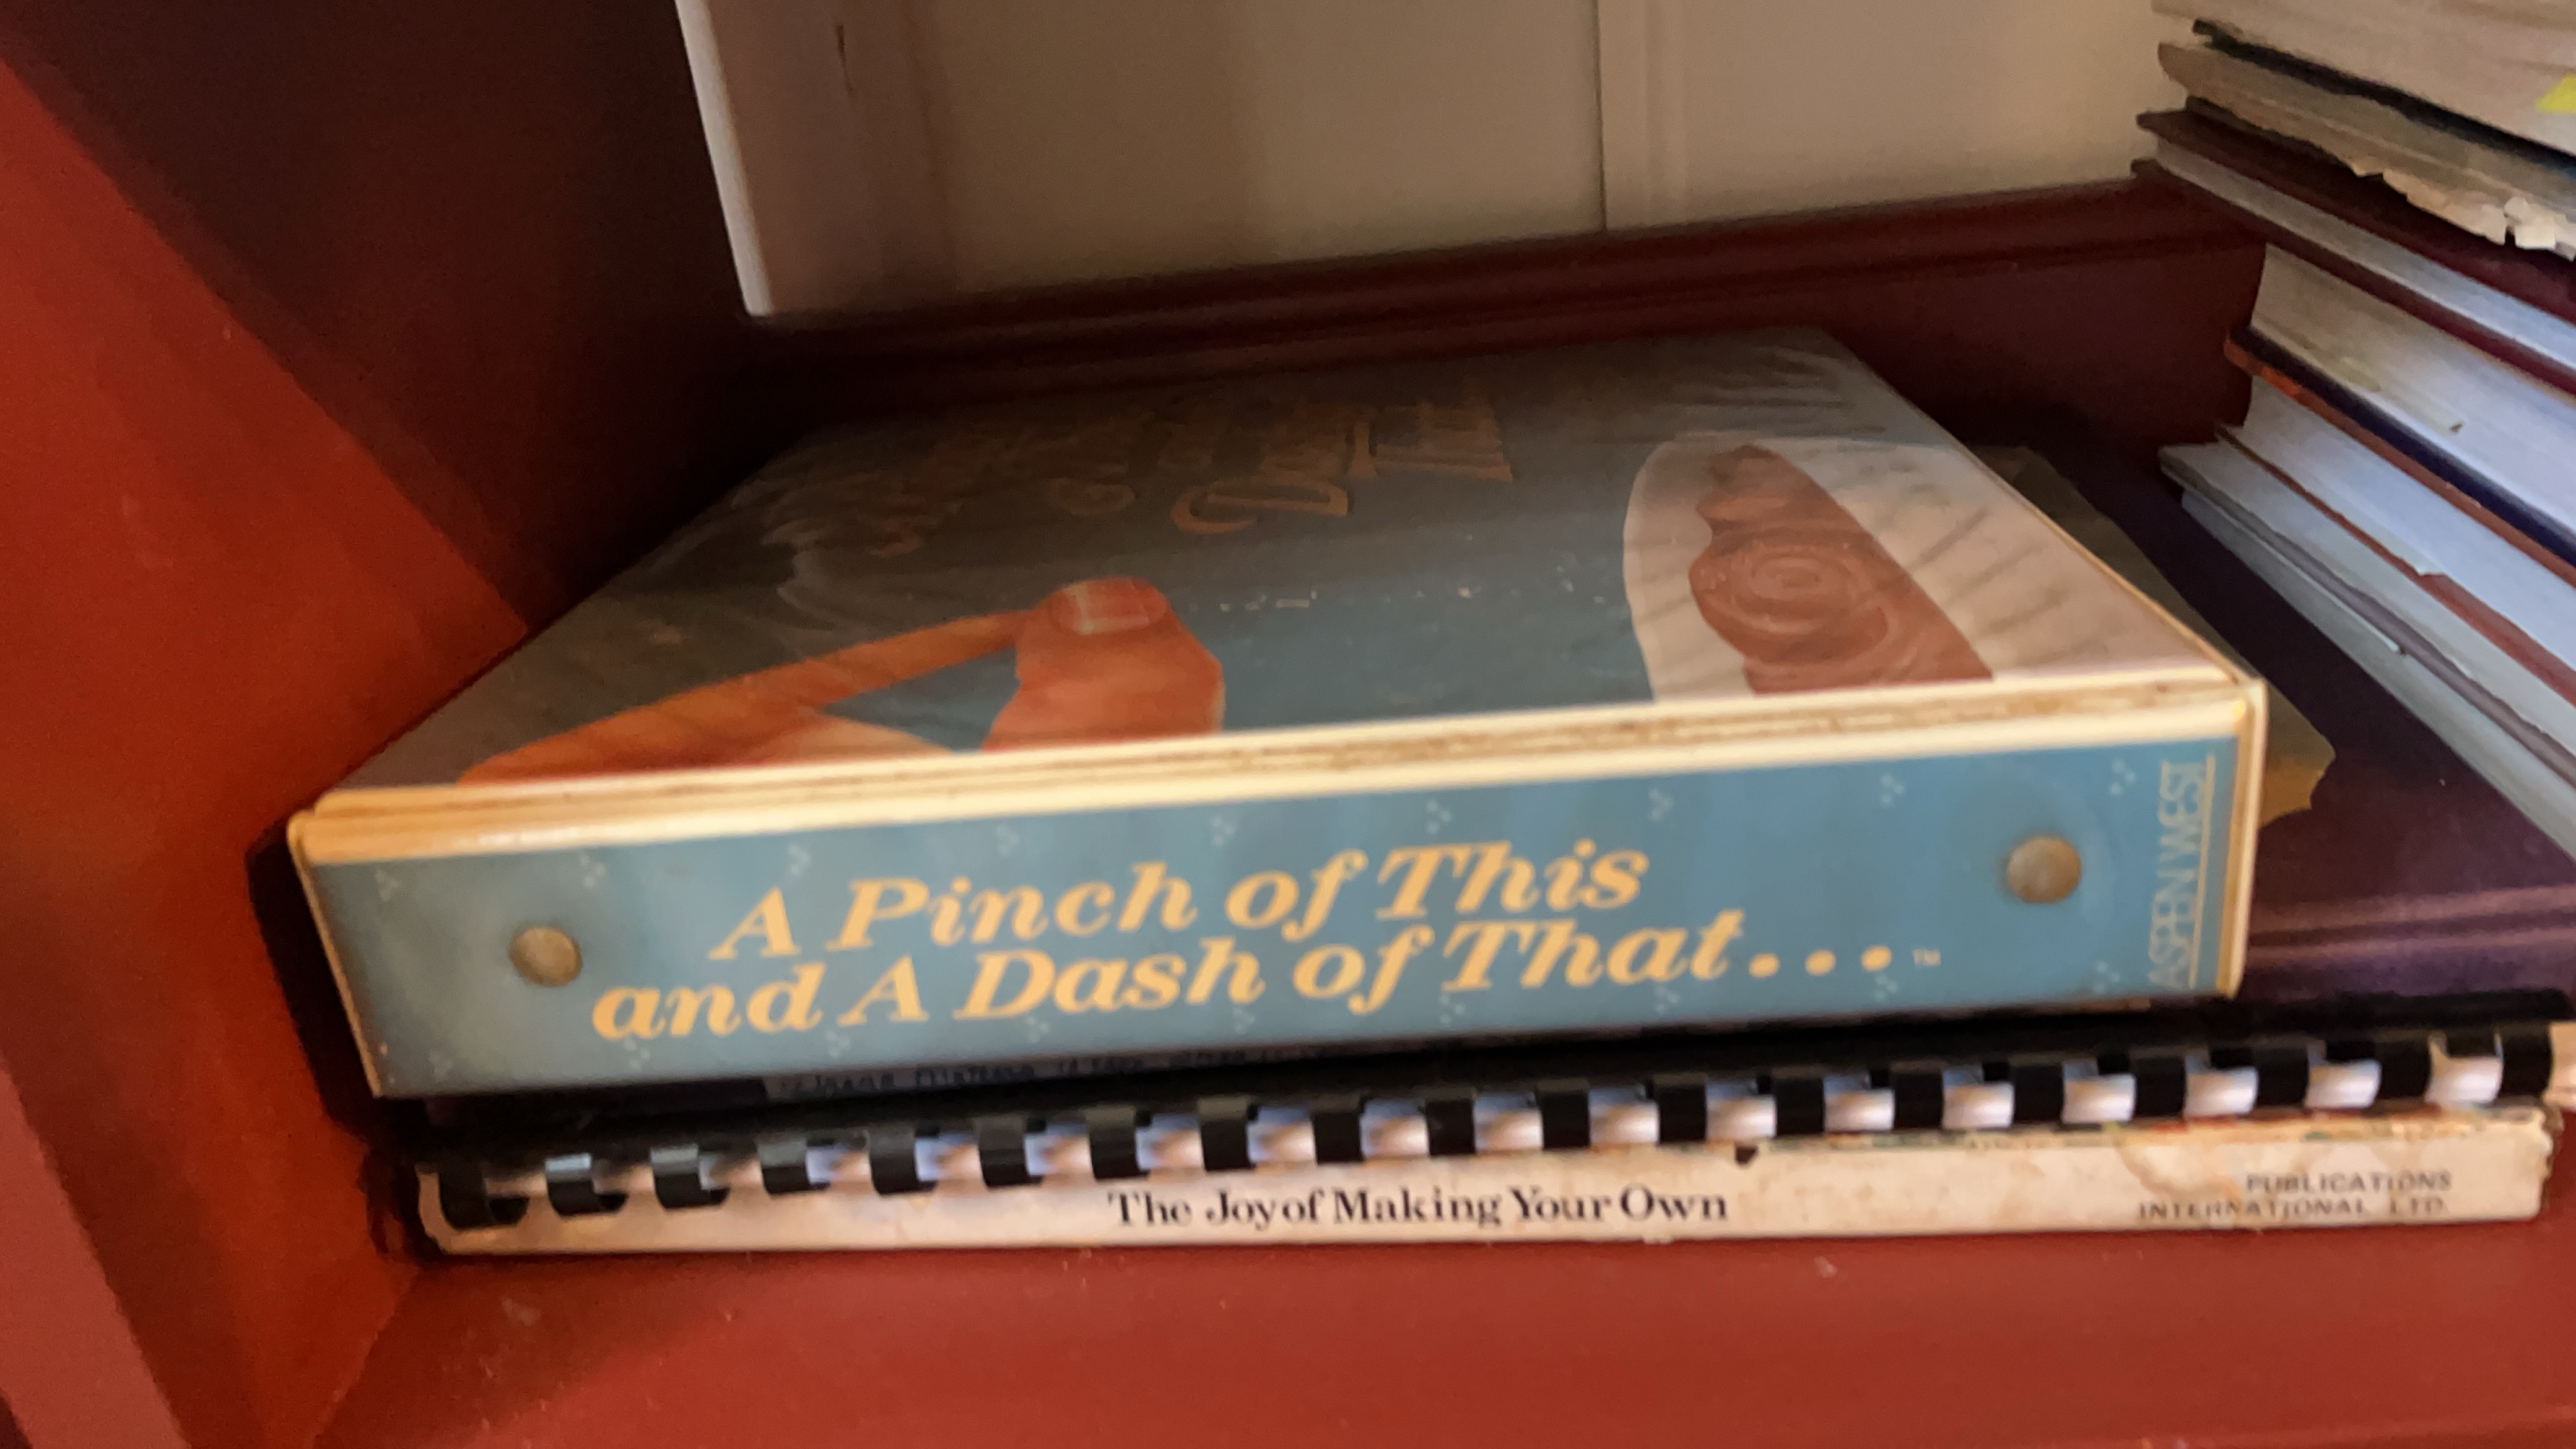 A Pinch of This
and A Dash of That...™
ASPEN WEST
The Joy of Making Your Own
PUBLICATIONS
INTERNATIONAL, LTD.